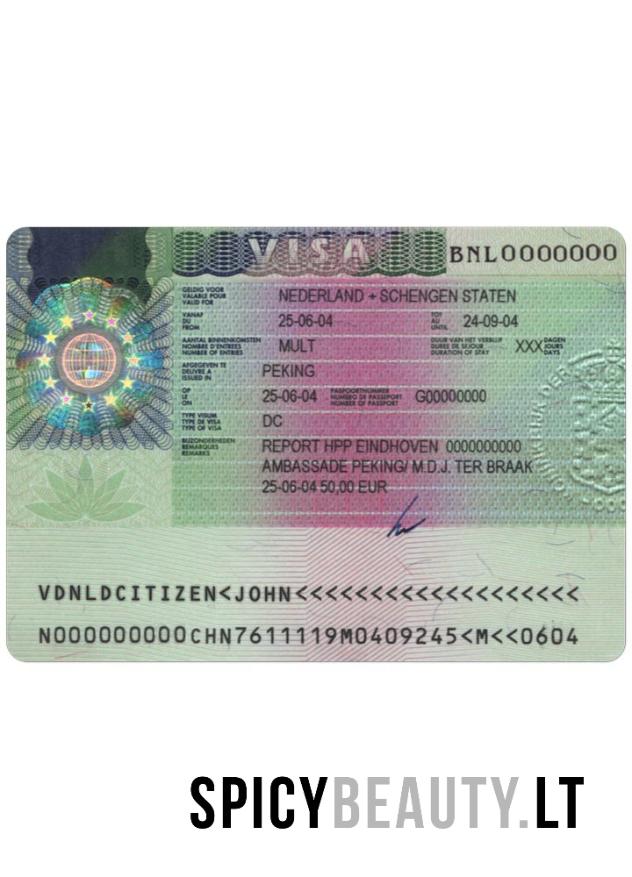 VISA BNL0000000
GELDIG VOOR
VALABLE POUR
VALID FOR
NEDERLAND + SCHENGEN STATEN
VANAF
DU
FROM
25-06-04
TOT
AU
UNTIL
24-09-04
AANTAL BINNENKOMSTEN
NOMBRE D'ENTREES
NUMBER OF ENTRIES
MULT
DUUR VAN HET VERBLIJF
DUREE DE SEJOUR
DURATION OF STAY
XXX
DAGEN
JOURS
DAYS
AFGEGEVEN TE
DELIVRE A
ISSUED IN
PEKING
OP
LE
ON
25-06-04
PASPOORTNUMMER
NUMERO DE PASSEPORT
NUMBER OF PASSPORT
G00000000
TYPE VISUM
TYPE DE VISA
TYPE OF VISA
DC
BIJZONDERHEDEN
REMARQUES
REMARKS
REPORT HPP EINDHOVEN 0000000000
AMBASSADE PEKING/ M.D.J. TER BRAAK
25-06-04 50,00 EUR
VDNLDCITIZEN<JOHN<<<<<<<<<<<<<<<<<<<
N000000000CHN7611119M0409245<M<<0604
SPICYBEAUTY.LT